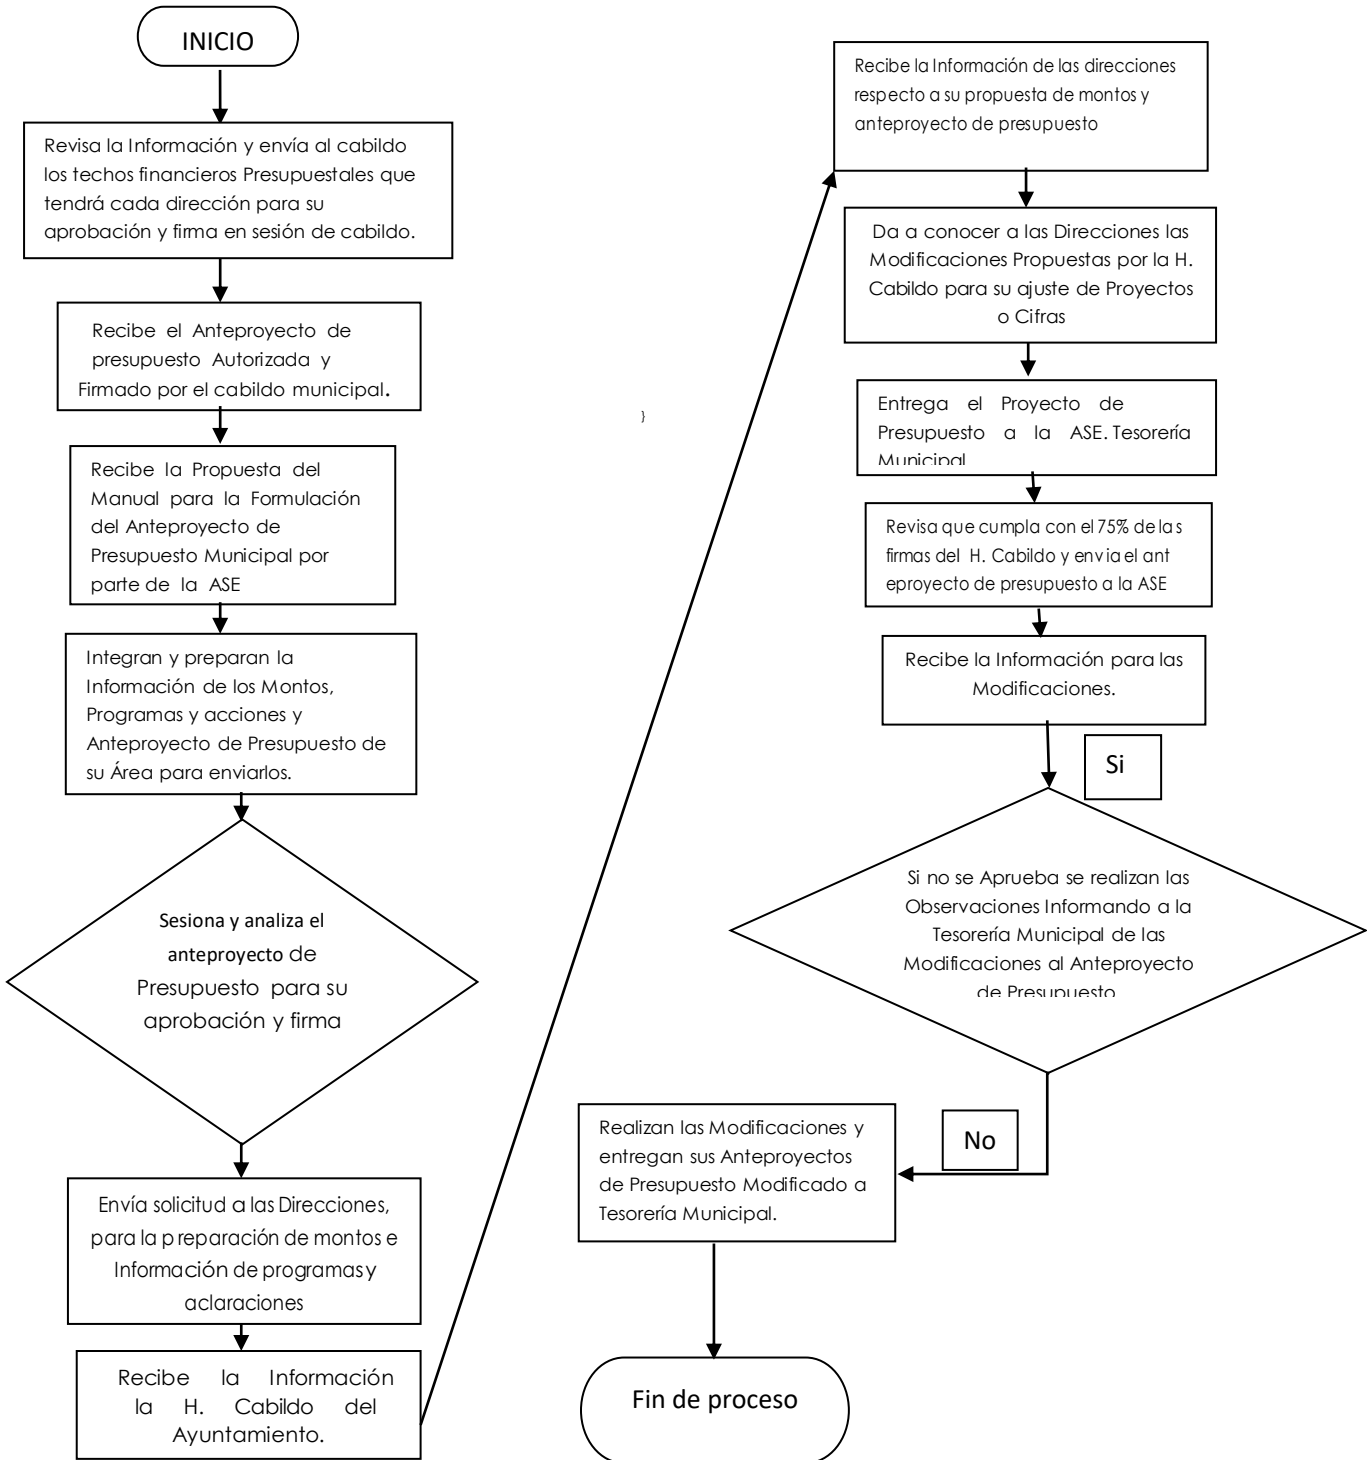 INICIO
Revisa la Información y envía al cabildo
los techos financieros Presupuestales que
tendrá cada dirección para su
aprobación y firma en sesión de cabildo.
Recibe el Anteproyecto de
presupuesto Autorizada y
Firmado por el cabildo municipal.
Recibe la Propuesta del
Manual para la Formulación
del Anteproyecto de
Presupuesto Municipal por
parte de la ASE
Integran y preparan la
Información de los Montos,
Programas y acciones y
Anteproyecto de Presupuesto de
su Área para enviarlos.
Sesiona y analiza el
anteproyecto de
Presupuesto para su
aprobación y firma
Envía solicitud a las Direcciones,
para la preparación de montos e
Información de programas y
aclaraciones
Recibe la Información
la H. Cabildo del
Ayuntamiento.
}
Recibe la Información de las direcciones
respecto a su propuesta de montos y
anteproyecto de presupuesto
Da a conocer a las Direcciones las
Modificaciones Propuestas por la H.
Cabildo para su ajuste de Proyectos
o Cifras
Entrega el Proyecto de
Presupuesto a la ASE. Tesorería
Municipal
Revisa que cumpla con el 75% de las
firmas del H. Cabildo y envia el ant
eproyecto de presupuesto a la ASE
Recibe la Información para las
Modificaciones.
Si
Si no se Aprueba se realizan las
Observaciones Informando a la
Tesorería Municipal de las
Modificaciones al Anteproyecto
de Presupuesto
No
Realizan las Modificaciones y
entregan sus Anteproyectos
de Presupuesto Modificado a
Tesorería Municipal.
Fin de proceso